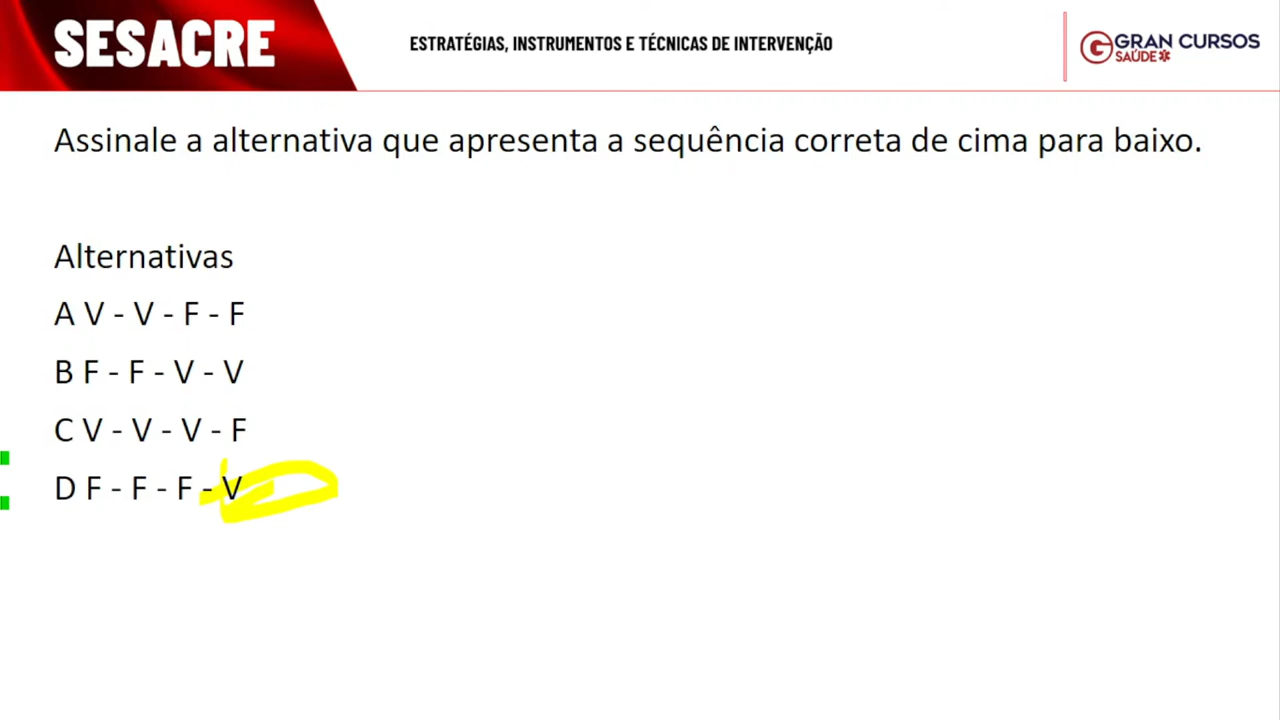 SESACRE
ESTRATÉGIAS, INSTRUMENTOS E TÉCNICAS DE INTERVENÇÃO
GRAN CURSOS
SAÚDE
Assinale a alternativa que apresenta a sequência correta de cima para baixo.
Alternativas
A V - V - F - F
B F - F - V - V
C V - V - V - F
D F - F - F - V